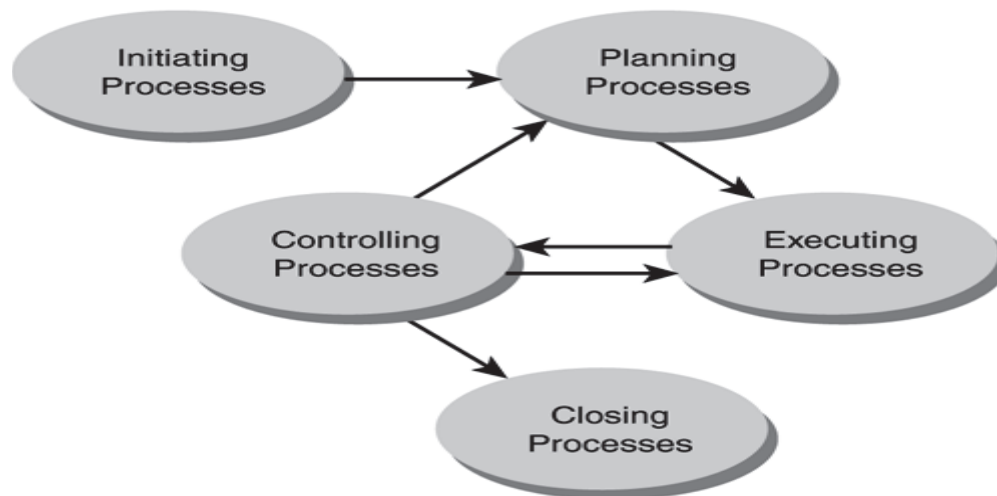 Initiating
Processes
Planning
Processes
Controlling
Processes
Executing
Processes
Closing
Processes